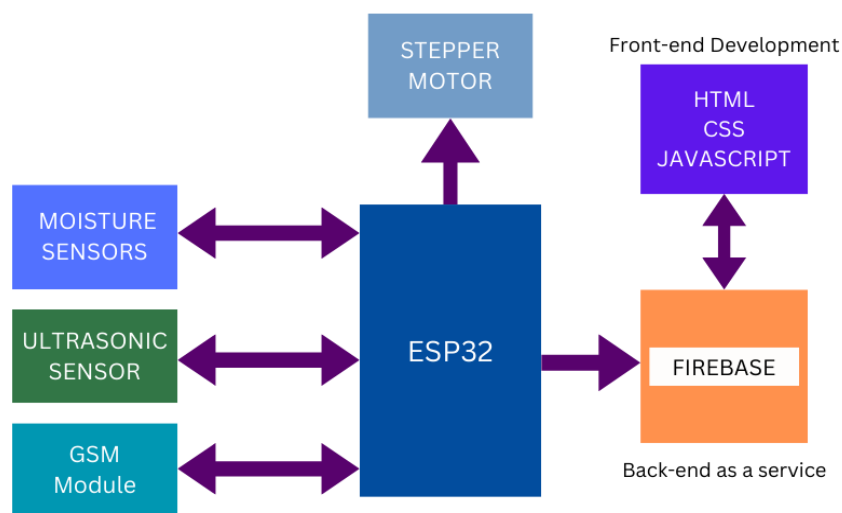 STEPPER
MOTOR
Front-end Development
HTML
CSS
JAVASCRIPT
MOISTURE
SENSORS
ULTRASONIC
SENSOR
GSM
Module
ESP32
FIREBASE
Back-end as a service